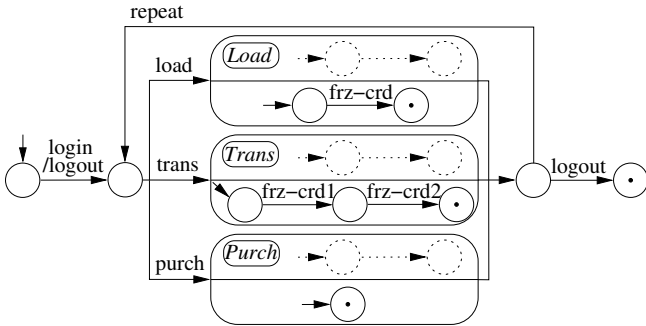 repeat
load
Load
frz-crd
login
/logout
trans
Trans
frz-crd1
frz-crd2
logout
purch
Purch